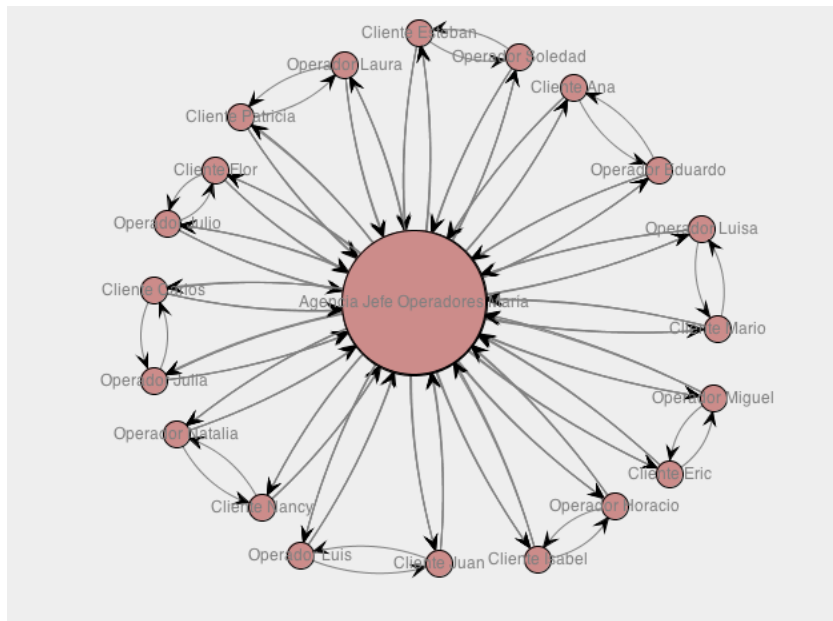 Cliente Esteban
Operador Soledad
Operador Laura
Cliente Ana
Cliente Patricia
Cliente Flor
Operador Eduardo
Operador Julio
Operador Luisa
Cliente Carlos
Agencia Jefe Operadores Maria
Cliente Mario
Operador Julia
Operador Miguel
Operador Natalia
Cliente Eric
Cliente Nancy
Operador Horacio
Operador Luis
Cliente Juan
Cliente Isabel